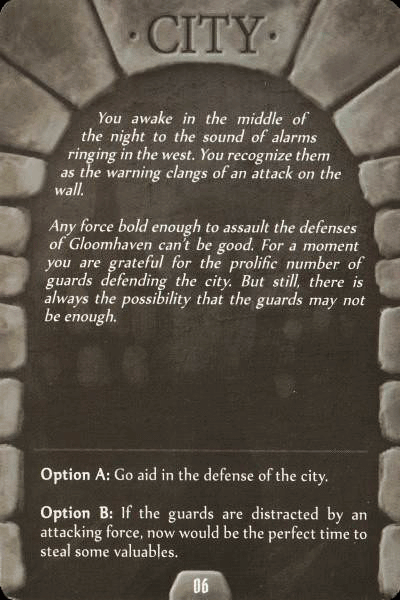 · CITY ·
You awake in the middle of
the night to the sound of alarms
ringing in the west. You recognize them
as the warning clangs of an attack on the
wall.
Any force bold enough to assault the defenses
of Gloomhaven can't be good. For a moment
you are grateful for the prolific number of
guards defending the city. But still, there is
always the possibility that the guards may not
be enough.
Option A: Go aid in the defense of the city.
Option B: If the guards are distracted by an
attacking force, now would be the perfect time to
steal some valuables.
06